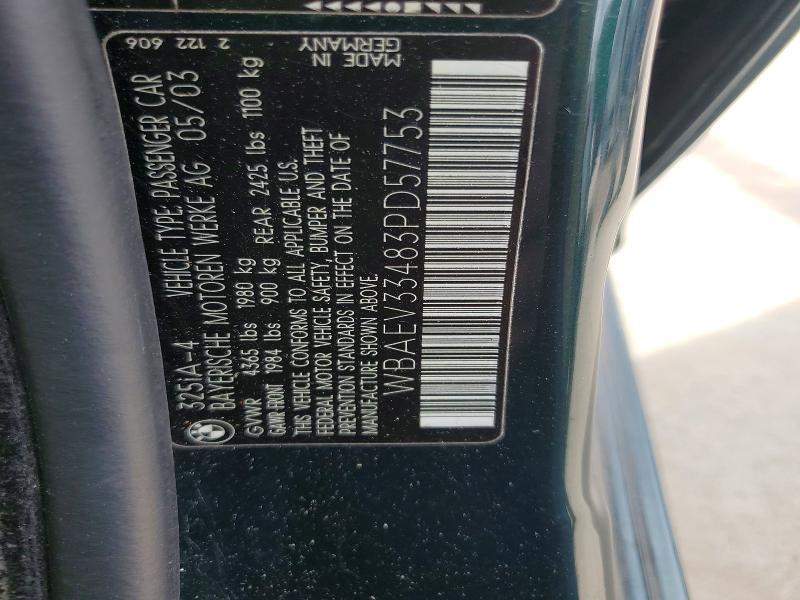 325iA-4 VEHICLE TYPE: PASSENGER CAR
BAYERISCHE MOTOREN WERKE AG 05/03
GVWR 4365 lbs 1980 kg
GAWR-FRONT 1984 lbs 900 kg REAR 2425 lbs 1100 kg
THIS VEHICLE CONFORMS TO ALL APPLICABLE U.S.
FEDERAL MOTOR VEHICLE SAFETY, BUMPER AND THEFT
PREVENTION STANDARDS IN EFFECT ON THE DATE OF
MANUFACTURE SHOWN ABOVE.
WBAEV33483PD57753
2 122 606
MADE IN
GERMANY